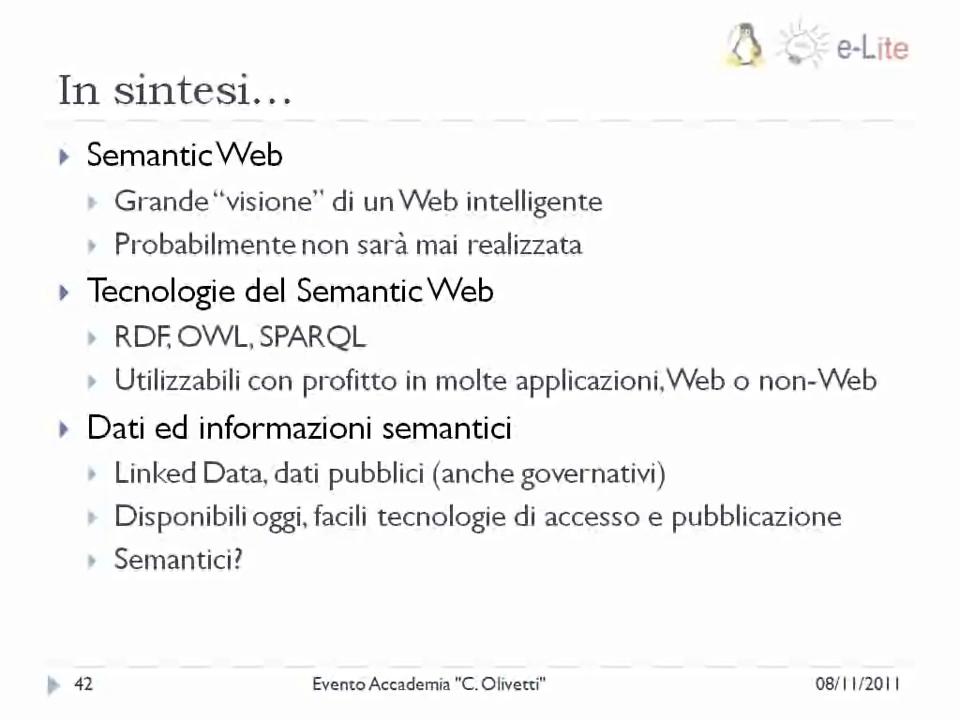 e-Lite
In sintesi…
Semantic Web
Grande “visione” di un Web intelligente
Probabilmente non sarà mai realizzata
Tecnologie del Semantic Web
RDF, OWL, SPARQL
Utilizzabili con profitto in molte applicazioni, Web o non-Web
Dati ed informazioni semantici
Linked Data, dati pubblici (anche governativi)
Disponibili oggi, facili tecnologie di accesso e pubblicazione
Semantici?
42 Evento Accademia "C. Olivetti" 08/11/2011